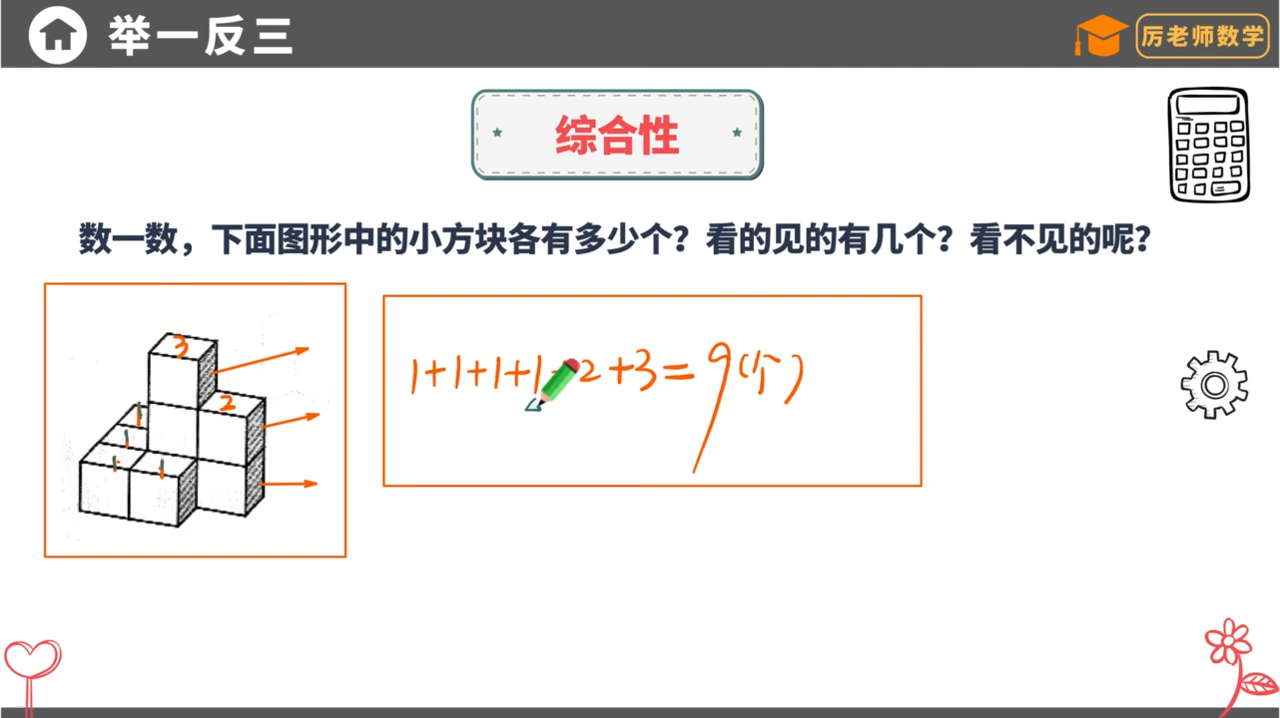 举一反三
厉老师数学
综合性
数一数，下面图形中的小方块各有多少个？看的见的有几个？看不见的呢？
3
2
1
1
1 1
1+1+1+1+2+3=9(个)